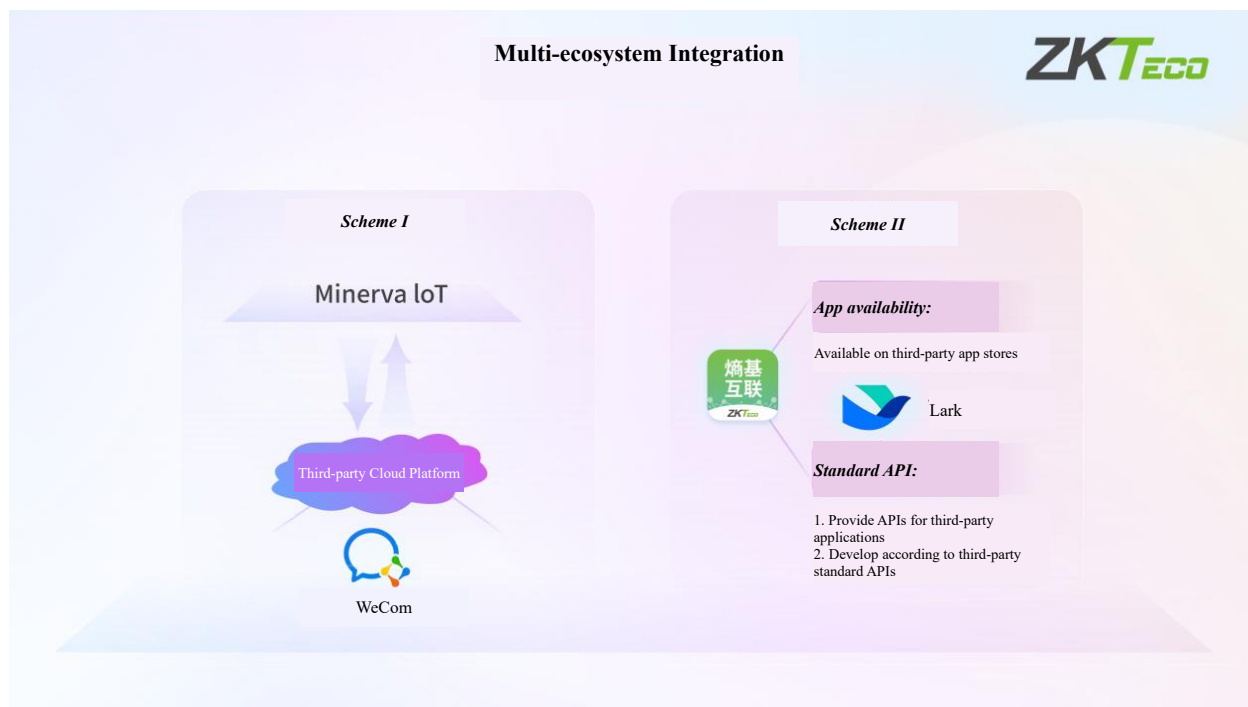 Multi-ecosystem Integration
ZKTECO
Scheme I
Minerva loT
Third-party Cloud Platform
WeCom
Scheme II
App availability:
Available on third-party app stores
熵基
互联
ZKTeco
Lark
Standard API:
1. Provide APIs for third-party
applications
2. Develop according to third-party
standard APIs